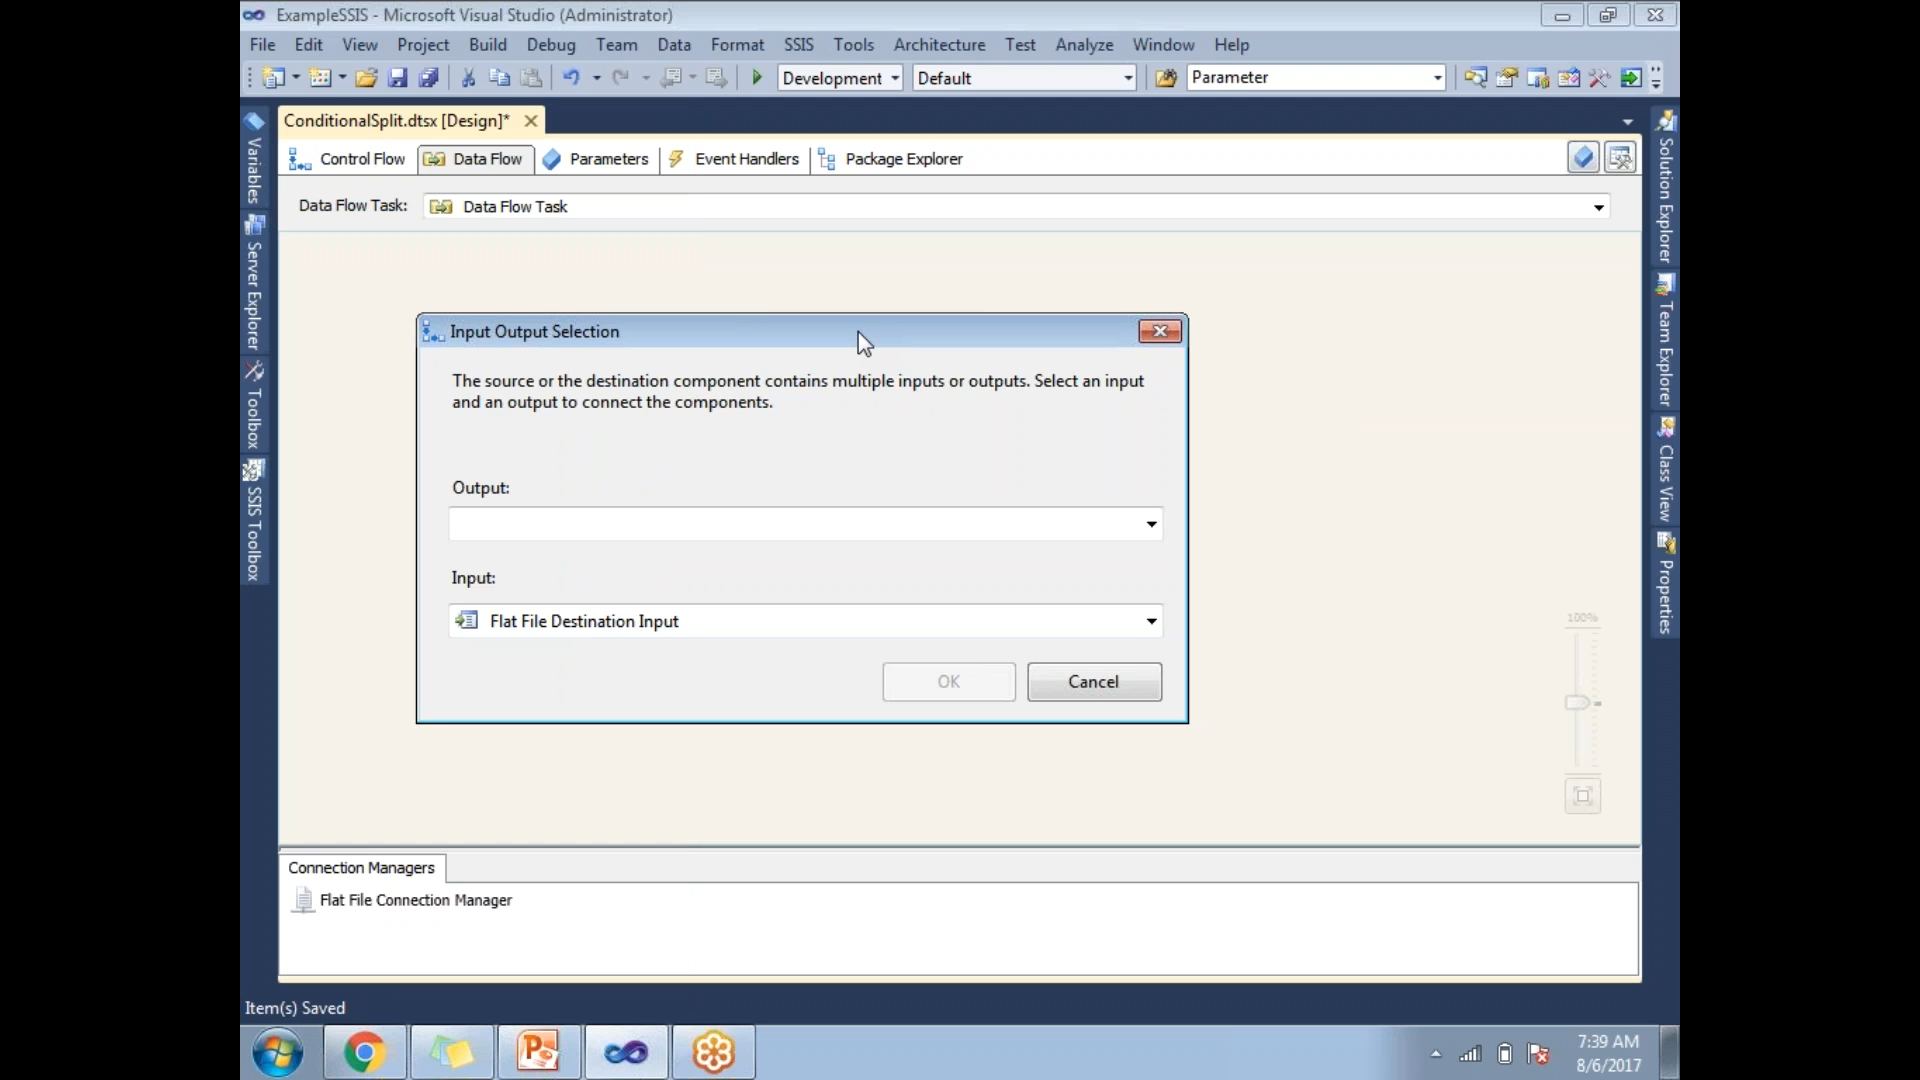 ExampleSSIS - Microsoft Visual Studio (Administrator)
File Edit View Project Build Debug Team Data Format SSIS Tools Architecture Test Analyze Window Help
Development Default Parameter
ConditionalSplit.dtsx [Design]*
Control Flow Data Flow Parameters Event Handlers Package Explorer
Data Flow Task: Data Flow Task
Variables
Server Explorer
Toolbox
SSIS Toolbox
Input Output Selection
The source or the destination component contains multiple inputs or outputs. Select an input
and an output to connect the components.
Output:
Input:
Flat File Destination Input
OK Cancel
100%
Solution Explorer
Team Explorer
Class View
Properties
Connection Managers
Flat File Connection Manager
Item(s) Saved
7:39 AM
8/6/2017